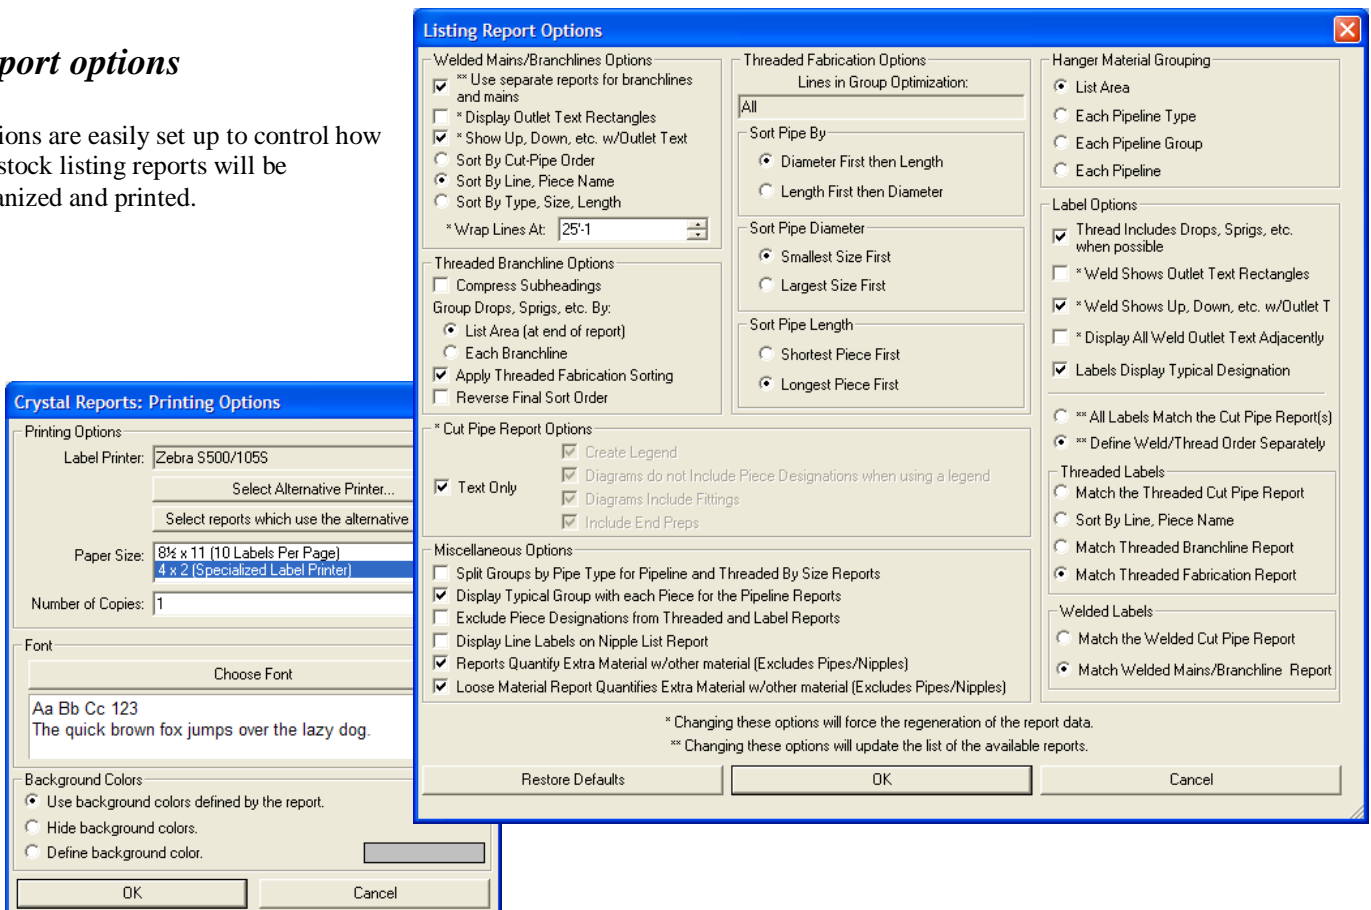 port options
ions are easily set up to control how
stock listing reports will be
anized and printed.
Listing Report Options
Welded Mains/Branchlines Options
** Use separate reports for branchlines
and mains
* Display Outlet Text Rectangles
* Show Up, Down, etc. w/Outlet Text
Sort By Cut-Pipe Order
Sort By Line, Piece Name
Sort By Type, Size, Length
* Wrap Lines At: 25'-1
Threaded Branchline Options
Compress Subheadings
Group Drops, Sprigs, etc. By:
List Area (at end of report)
Each Branchline
Apply Threaded Fabrication Sorting
Reverse Final Sort Order
Threaded Fabrication Options
Lines in Group Optimization:
All
Sort Pipe By
Diameter First then Length
Length First then Diameter
Sort Pipe Diameter
Smallest Size First
Largest Size First
Sort Pipe Length
Shortest Piece First
Longest Piece First
* Cut Pipe Report Options
Text Only
Create Legend
Diagrams do not Include Piece Designations when using a legend
Diagrams Include Fittings
Include End Preps
Miscellaneous Options
Split Groups by Pipe Type for Pipeline and Threaded By Size Reports
Display Typical Group with each Piece for the Pipeline Reports
Exclude Piece Designations from Threaded and Label Reports
Display Line Labels on Nipple List Report
Reports Quantify Extra Material w/other material (Excludes Pipes/Nipples)
Loose Material Report Quantifies Extra Material w/other material (Excludes Pipes/Nipples)
Hanger Material Grouping
List Area
Each Pipeline Type
Each Pipeline Group
Each Pipeline
Label Options
Thread Includes Drops, Sprigs, etc.
when possible
* Weld Shows Outlet Text Rectangles
* Weld Shows Up, Down, etc. w/Outlet T
* Display All Weld Outlet Text Adjacently
Labels Display Typical Designation
** All Labels Match the Cut Pipe Report(s)
** Define Weld/Thread Order Separately
Threaded Labels
Match the Threaded Cut Pipe Report
Sort By Line, Piece Name
Match Threaded Branchline Report
Match Threaded Fabrication Report
Welded Labels
Match the Welded Cut Pipe Report
Match Welded Mains/Branchline Report
* Changing these options will force the regeneration of the report data.
** Changing these options will update the list of the available reports.
Restore Defaults
OK
Cancel
Crystal Reports: Printing Options
Printing Options
Label Printer: Zebra S500/105S
Select Alternative Printer...
Select reports which use the alternative
Paper Size: 8½ x 11 (10 Labels Per Page)
4 x 2 (Specialized Label Printer)
Number of Copies: 1
Font
Choose Font
Aa Bb Cc 123
The quick brown fox jumps over the lazy dog.
Background Colors
Use background colors defined by the report.
Hide background colors.
Define background color.
OK
Cancel